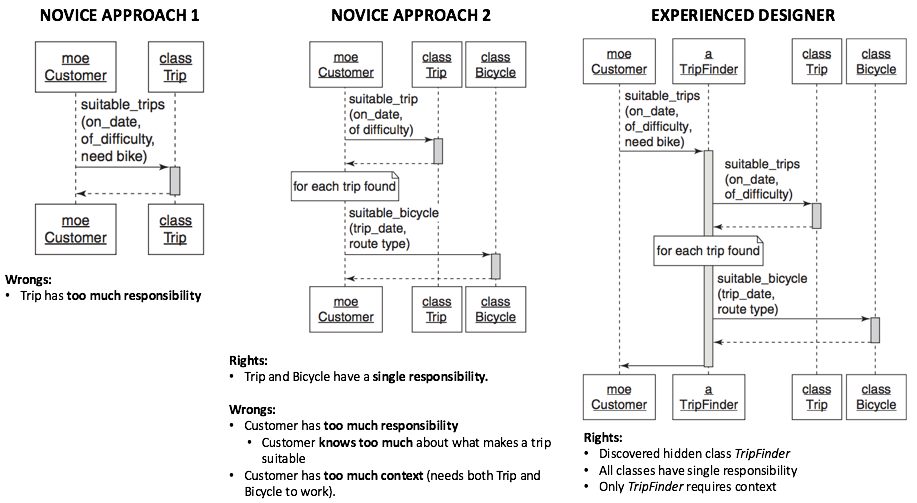 NOVICE APPROACH 1
moe
Customer
class
Trip
suitable_trips
(on_date,
of_difficulty,
need bike)
moe
Customer
class
Trip
Wrongs:
• Trip has too much responsibility
NOVICE APPROACH 2
moe
Customer
class
Trip
class
Bicycle
suitable_trip
(on_date,
of difficulty)
for each trip found
suitable_bicycle
(trip_date,
route type)
moe
Customer
class
Trip
class
Bicycle
Rights:
• Trip and Bicycle have a single responsibility.
Wrongs:
• Customer has too much responsibility
• Customer knows too much about what makes a trip
suitable
• Customer has too much context (needs both Trip and
Bicycle to work).
EXPERIENCED DESIGNER
moe
Customer
a
TripFinder
class
Trip
class
Bicycle
suitable_trips
(on_date,
of_difficulty,
need bike)
suitable_trips
(on_date,
of_difficulty)
for each trip found
suitable_bicycle
(trip_date,
route type)
moe
Customer
a
TripFinder
class
Trip
class
Bicycle
Rights:
• Discovered hidden class TripFinder
• All classes have single responsibility
• Only TripFinder requires context